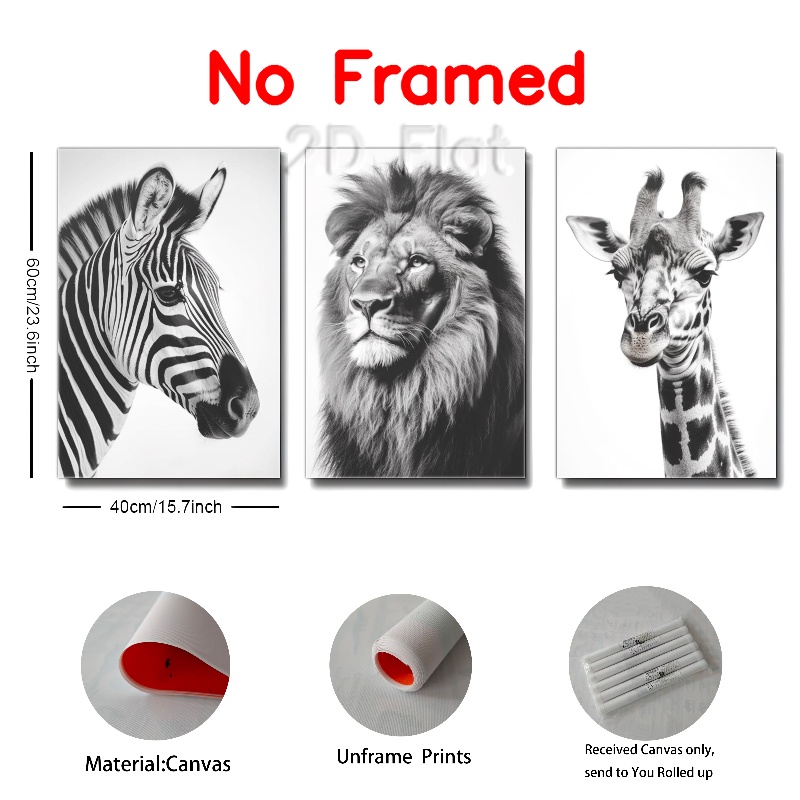 No Framed
2D Flat
60cm/23.6inch
40cm/15.7inch
Material:Canvas
Unframe Prints
Received Canvas only,
send to You Rolled up